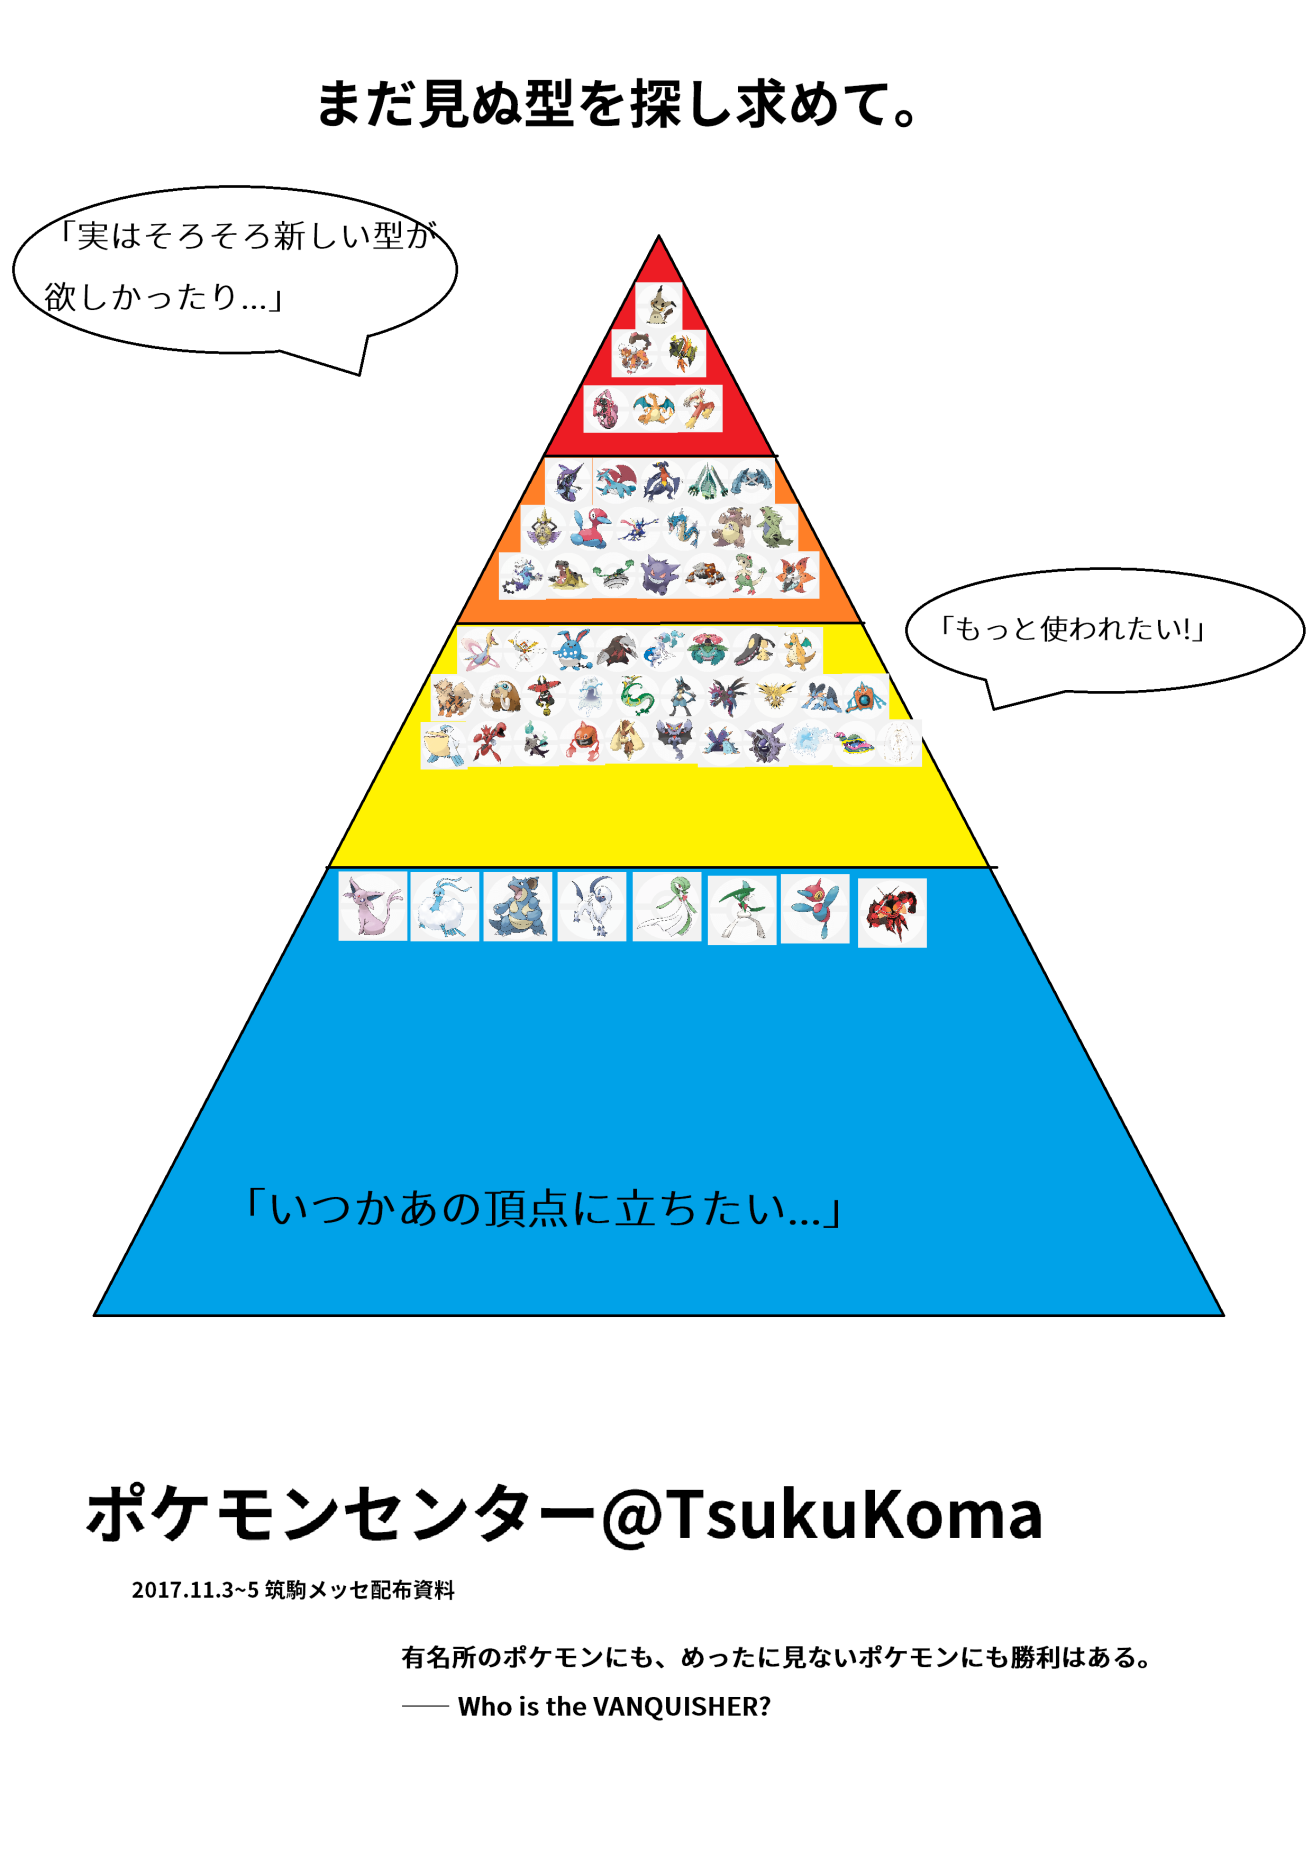 まだ見ぬ型を探し求めて。
「実はそろそろ新しい型が
欲しかったり...」
「もっと使われたい!」
「いつかあの頂点に立ちたい...」
ポケモンセンター@TsukuKoma
2017.11.3~5 筑駒メッセ配布資料
有名所のポケモンにも、めったに見ないポケモンにも勝利はある。
―― Who is the VANQUISHER?